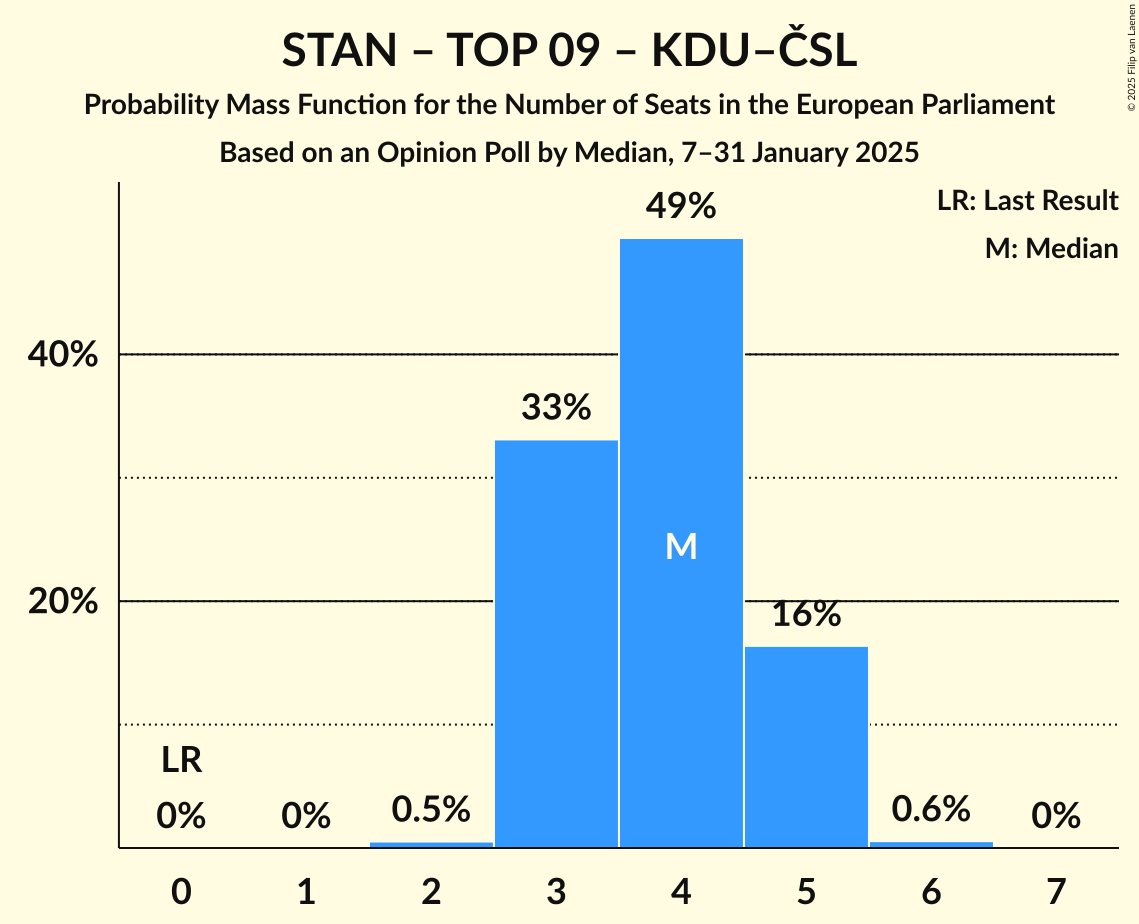 STAN – TOP 09 – KDU–ČSL
Probability Mass Function for the Number of Seats in the European Parliament
Based on an Opinion Poll by Median, 7–31 January 2025
© 2025 Filip van Laenen
LR: Last Result
M: Median
49%
40%
33%
M
20%
16%
LR
0%
0%
0.5%
0.6%
0%
0 1 2 3 4 5 6 7